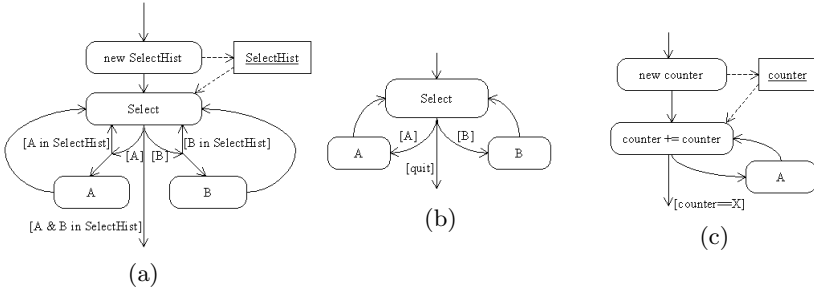 new SelectHist
SelectHist
Select
[A in SelectHist]
[A]
[B]
[B in SelectHist]
A
B
[A & B in SelectHist]
(a)
Select
[A]
[B]
A
B
[quit]
(b)
new counter
counter
counter += counter
A
[counter==X]
(c)